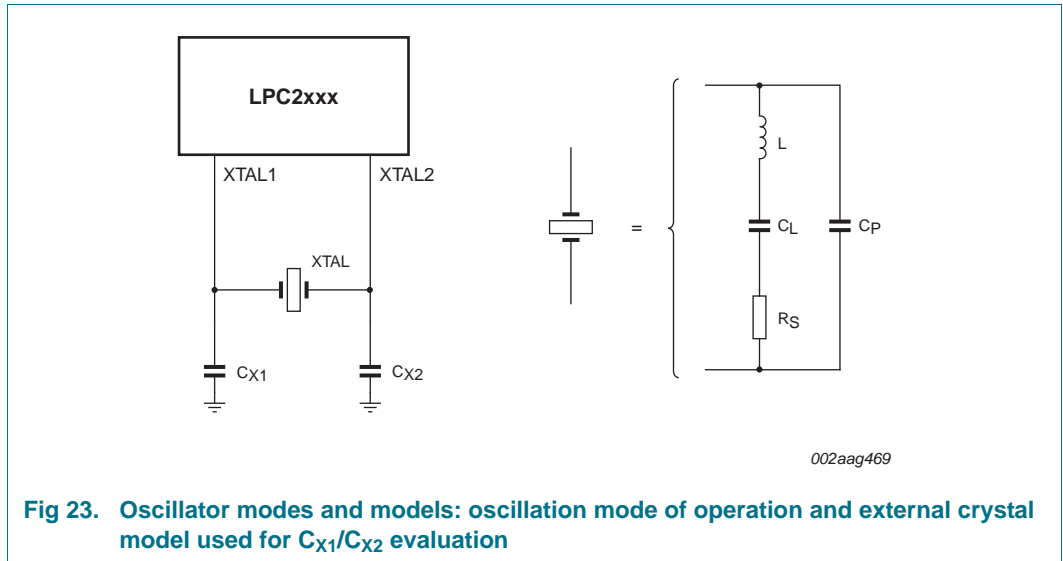 LPC2xxx
XTAL1
XTAL2
XTAL
CX1
CX2
=
L
CL
CP
RS
002aag469
Fig 23. Oscillator modes and models: oscillation mode of operation and external crystal
model used for CX1/CX2 evaluation